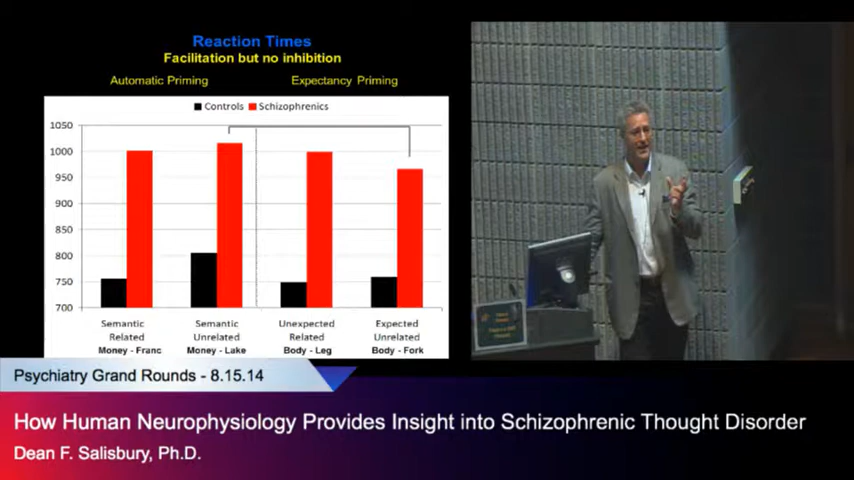 Reaction Times
Facilitation but no inhibition
Automatic Priming
Expectancy Priming
Controls Schizophrenics
1050
1000
950
900
850
800
750
700
Semantic Related
Money - Franc
Semantic Unrelated
Money - Lake
Unexpected Related
Body - Leg
Expected Unrelated
Body - Fork
Psychiatry Grand Rounds - 8.15.14
How Human Neurophysiology Provides Insight into Schizophrenic Thought Disorder
Dean F. Salisbury, Ph.D.